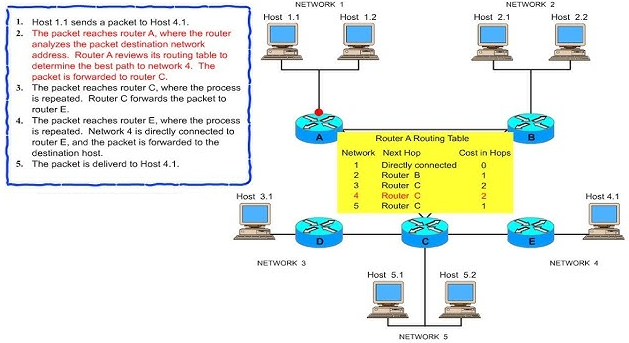 NETWORK 1
NETWORK 2
1. Host 1.1 sends a packet to Host 4.1.
2. The packet reaches router A, where the router
analyzes the packet destination network
address. Router A reviews its routing table to
determine the best path to network 4. The
packet is forwarded to router C.
3. The packet reaches router C, where the process
is repeated. Router C forwards the packet to
router E.
4. The packet reaches router E, where the process
is repeated. Network 4 is directly connected to
router E, and the packet is forwarded to the
destination host.
5. The packet is deliverd to Host 4.1.
Host 1.1
Host 1.2
Host 2.1
Host 2.2
A
B
Router A Routing Table
Network Next Hop Cost in Hops
1 Directly connected 0
2 Router B 1
3 Router C 2
4 Router C 2
5 Router C 1
Host 3.1
Host 4.1
D
C
E
NETWORK 3
NETWORK 4
Host 5.1
Host 5.2
NETWORK 5